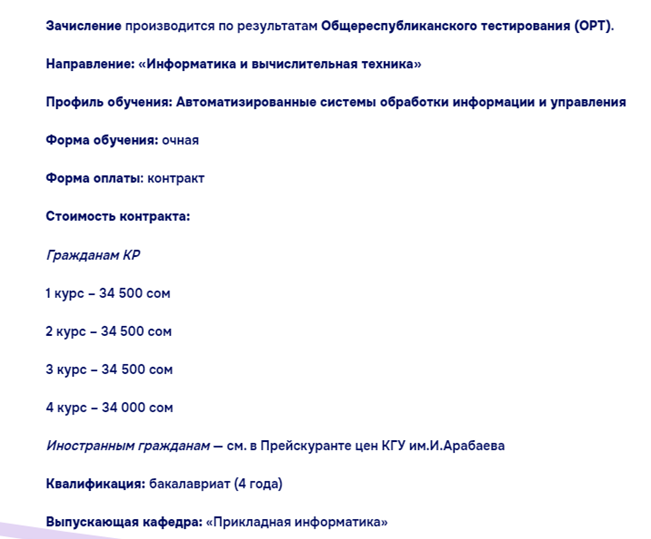 Зачисление производится по результатам Общереспубликанского тестирования (ОРТ).
Направление: «Информатика и вычислительная техника»
Профиль обучения: Автоматизированные системы обработки информации и управления
Форма обучения: очная
Форма оплаты: контракт
Стоимость контракта:
Гражданам КР
1 курс – 34 500 сом
2 курс – 34 500 сом
3 курс – 34 500 сом
4 курс – 34 000 сом
Иностранным гражданам — см. в Прейскуранте цен КГУ им.И.Арабаева
Квалификация: бакалавриат (4 года)
Выпускающая кафедра: «Прикладная информатика»